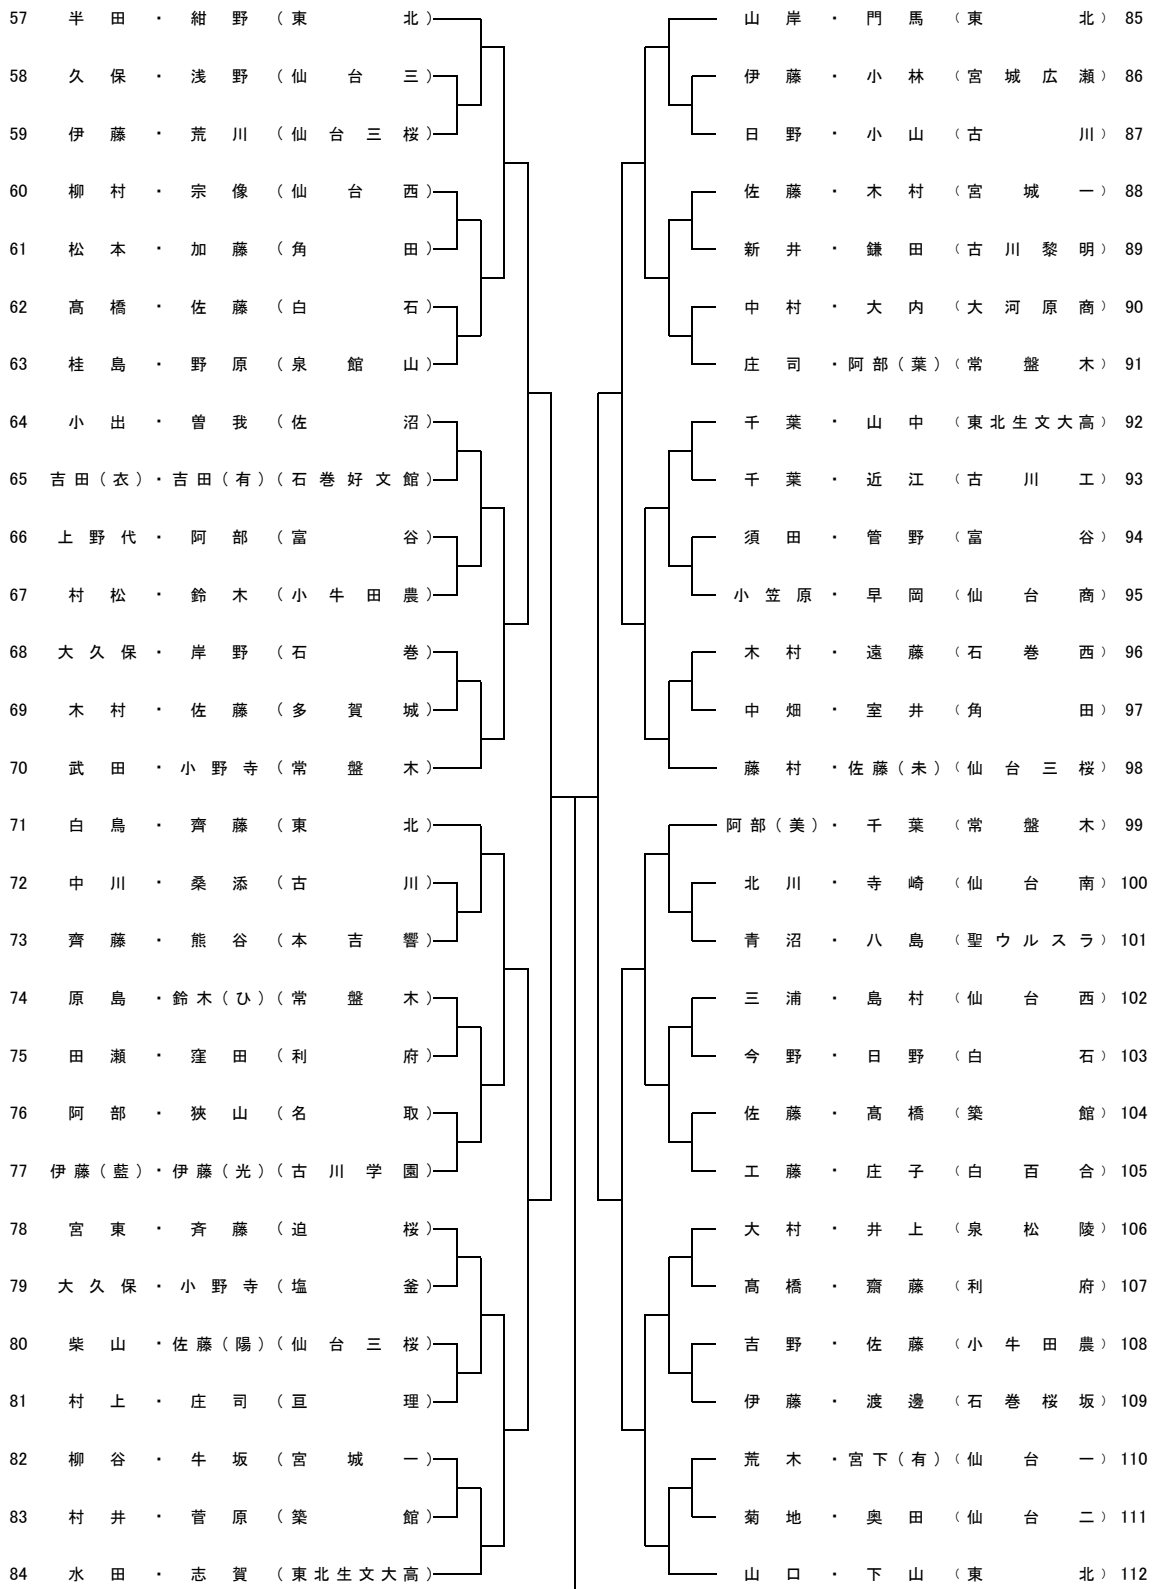 57 半田・紺野（東北）
58 久保・浅野（仙台三）
59 伊藤・荒川（仙台三桜）
60 柳村・宗像（仙台西）
61 松本・加藤（角田）
62 髙橋・佐藤（白石）
63 桂島・野原（泉館山）
64 小出・曽我（佐沼）
65 吉田（衣）・吉田（有）（石巻好文館）
66 上野代・阿部（富谷）
67 村松・鈴木（小牛田農）
68 大久保・岸野（石巻）
69 木村・佐藤（多賀城）
70 武田・小野寺（常盤木）
71 白鳥・齊藤（東北）
72 中川・桑添（古川）
73 齊藤・熊谷（本吉響）
74 原島・鈴木（ひ）（常盤木）
75 田瀬・窪田（利府）
76 阿部・狹山（名取）
77 伊藤（藍）・伊藤（光）（古川学園）
78 宮東・斉藤（迫桜）
79 大久保・小野寺（塩釜）
80 柴山・佐藤（陽）（仙台三桜）
81 村上・庄司（亘理）
82 柳谷・牛坂（宮城一）
83 村井・菅原（築館）
84 水田・志賀（東北生文大高）
山岸・門馬（東北）85
伊藤・小林（宮城広瀬）86
日野・小山（古川）87
佐藤・木村（宮城一）88
新井・鎌田（古川黎明）89
中村・大内（大河原商）90
庄司・阿部（葉）（常盤木）91
千葉・山中（東北生文大高）92
千葉・近江（古川工）93
須田・管野（富谷）94
小笠原・早岡（仙台商）95
木村・遠藤（石巻西）96
中畑・室井（角田）97
藤村・佐藤（未）（仙台三桜）98
阿部（美）・千葉（常盤木）99
北川・寺崎（仙台南）100
青沼・八島（聖ウルスラ）101
三浦・島村（仙台西）102
今野・日野（白石）103
佐藤・髙橋（築館）104
工藤・庄子（白百合）105
大村・井上（泉松陵）106
髙橋・齋藤（利府）107
吉野・佐藤（小牛田農）108
伊藤・渡邊（石巻桜坂）109
荒木・宮下（有）（仙台一）110
菊地・奥田（仙台二）111
山口・下山（東北）112